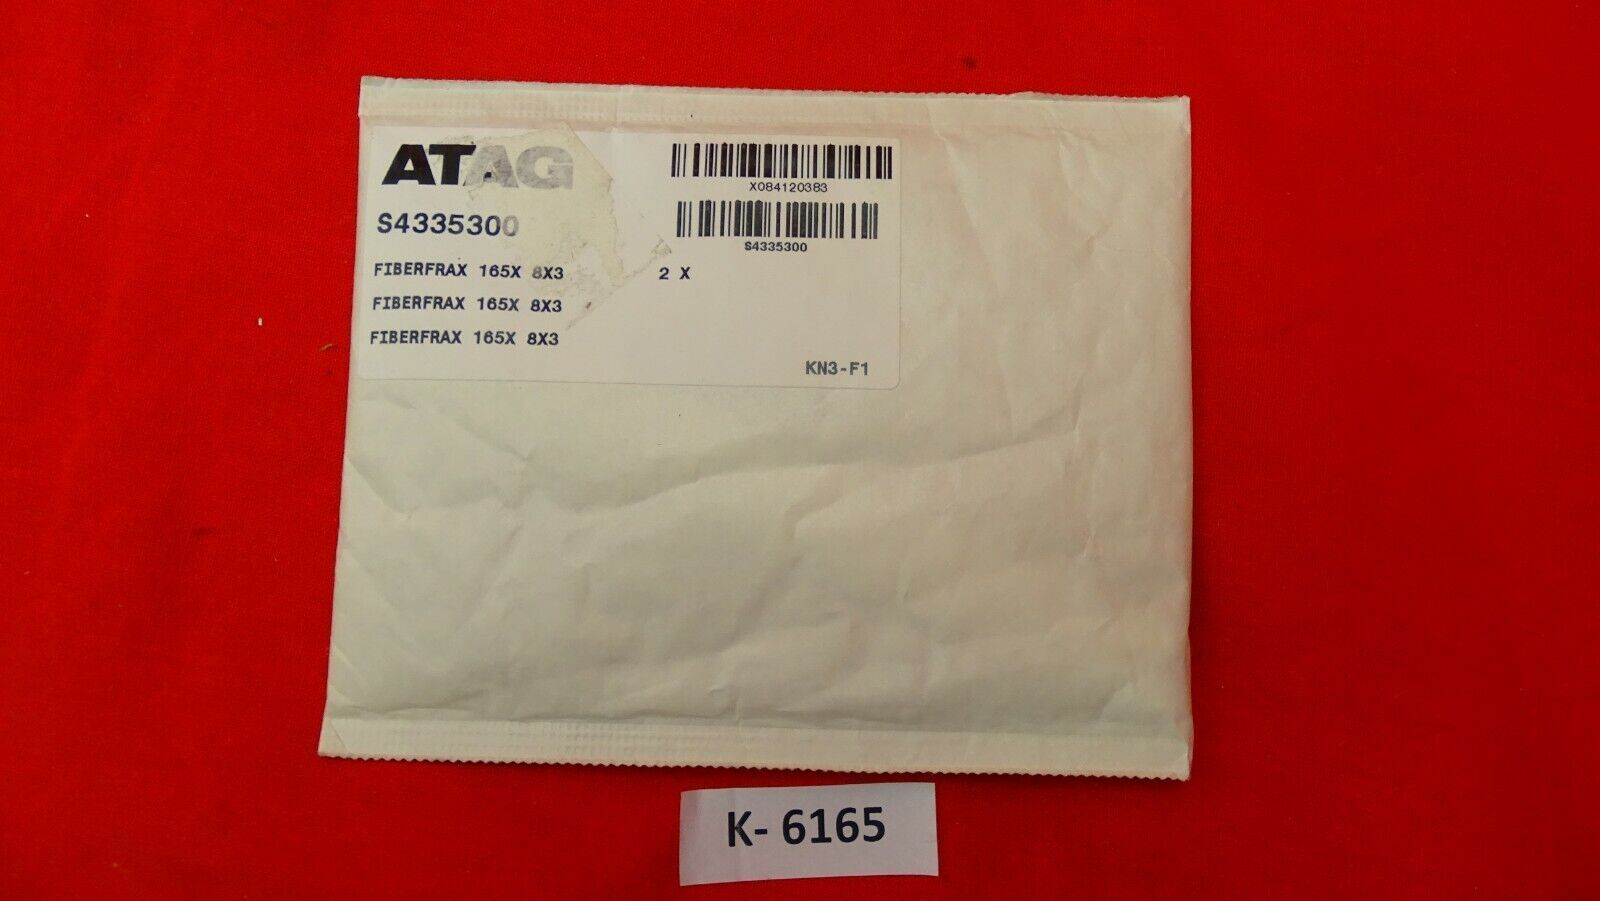 ATAG
X084120383
S4335300
S4335300
FIBERFRAX 165X 8X3 2 X
FIBERFRAX 165X 8X3
FIBERFRAX 165X 8X3
KN3-F1
K- 6165